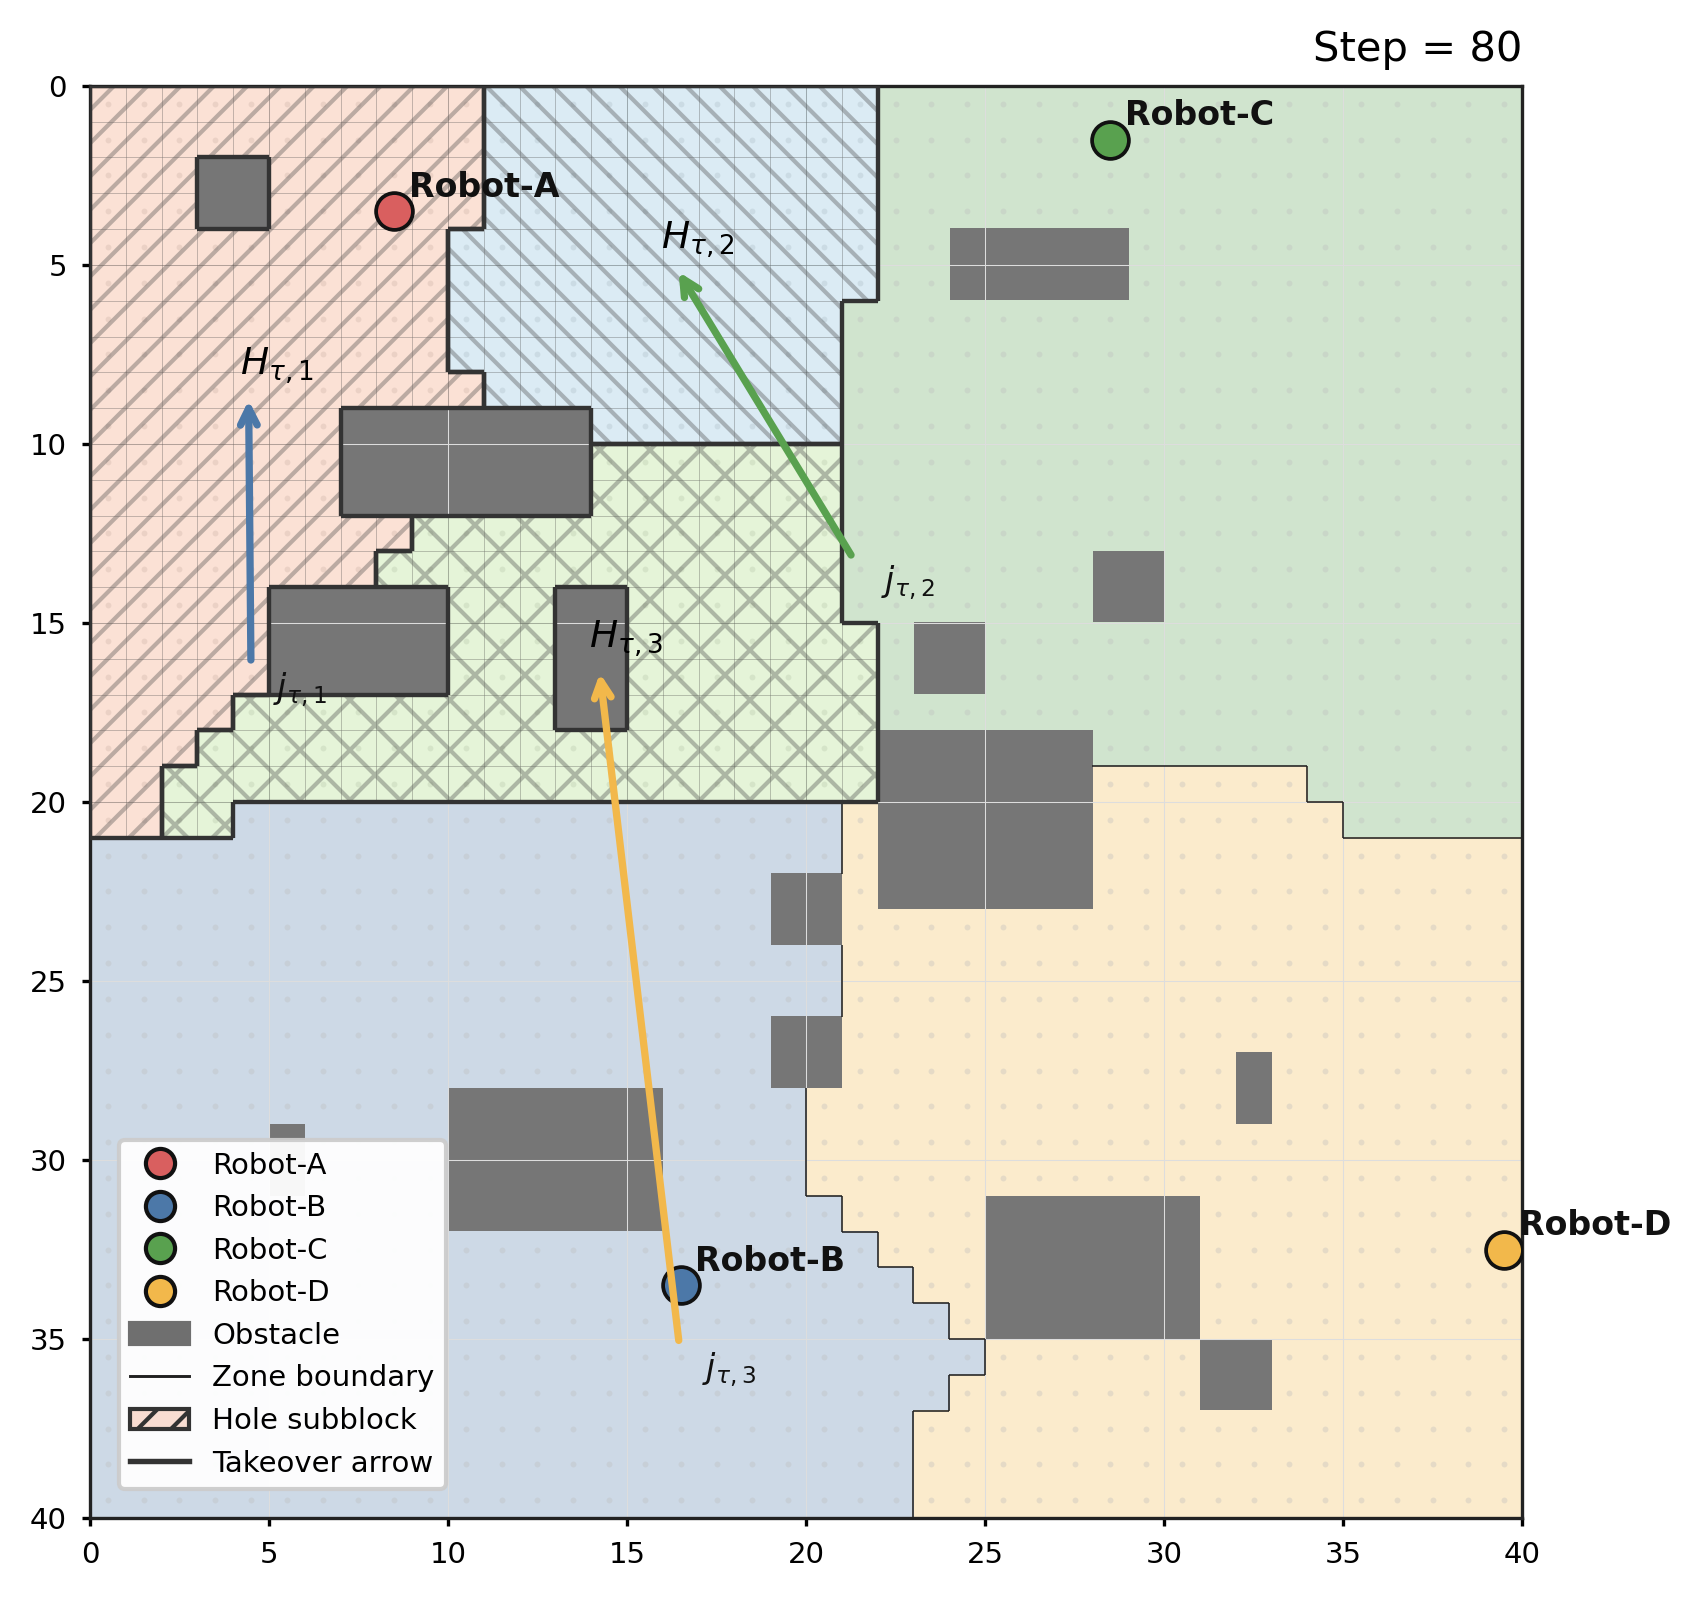 Step = 80
0
Robot-C
Robot-A
H_{τ,2}
5
H_{τ,1}
10
j_{τ,2}
15
H_{τ,3}
j_{τ,1}
20
25
30
Robot-A
Robot-B
Robot-C
Robot-D
Obstacle
Zone boundary
Hole subblock
Takeover arrow
Robot-D
Robot-B
35
j_{τ,3}
40
0 5 10 15 20 25 30 35 40